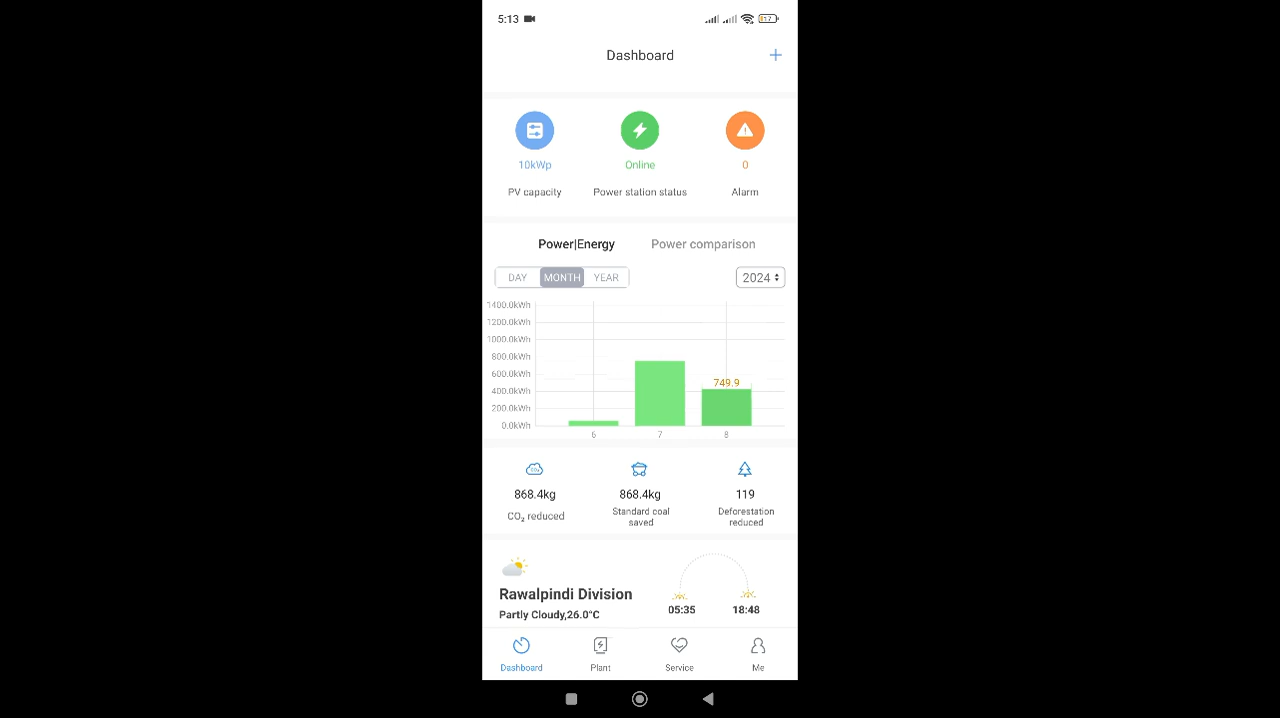 5:13
17
Dashboard
+
10kWp
Online
0
PV capacity
Power station status
Alarm
Power|Energy
Power comparison
DAY
MONTH
YEAR
2024
1400.0kWh
1200.0kWh
1000.0kWh
800.0kWh
600.0kWh
400.0kWh
200.0kWh
0.0kWh
749.9
6
7
8
868.4kg
868.4kg
119
CO₂ reduced
Standard coal
saved
Deforestation
reduced
Rawalpindi Division
Partly Cloudy,26.0°C
05:35
18:48
Dashboard
Plant
Service
Me